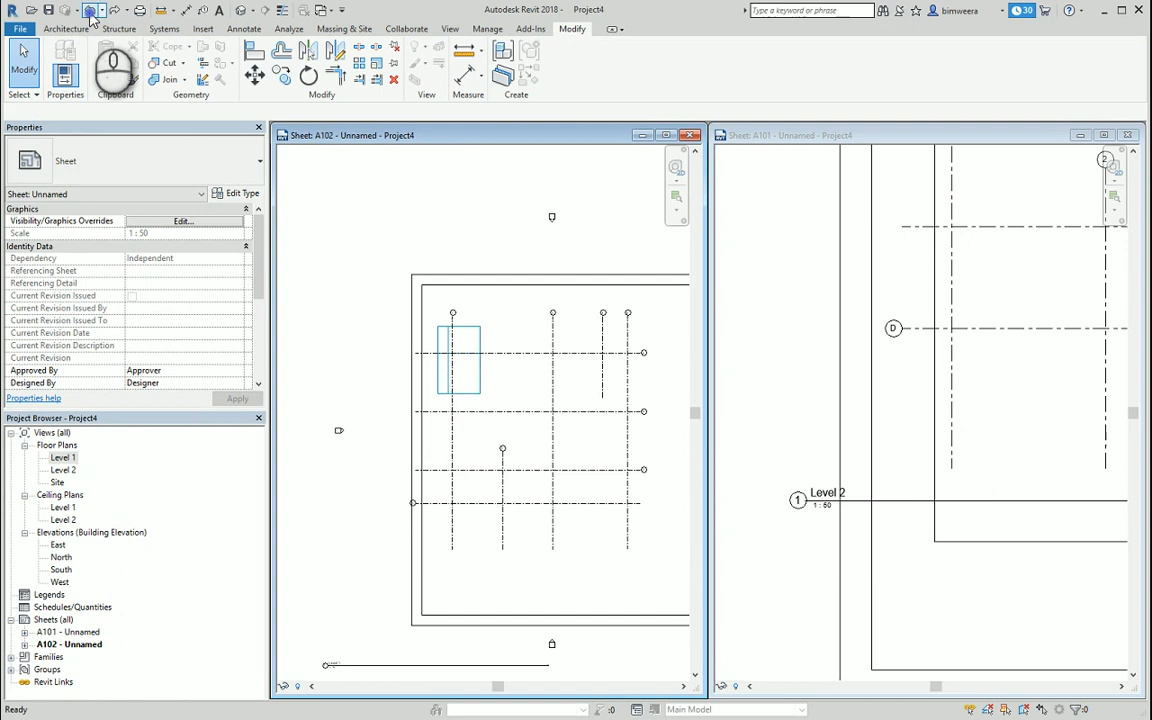 Autodesk Revit 2018 - Project4
Type a keyword or phrase
bimweera
30
File
Architecture
Structure
Systems
Insert
Annotate
Analyze
Massing & Site
Collaborate
View
Manage
Add-Ins
Modify
Modify
Cope
Cut
Join
Select
Properties
Clipboard
Geometry
Modify
View
Measure
Create
Properties
Sheet
Sheet: Unnamed
Edit Type
Graphics
Visibility/Graphics Overrides
Edit...
Scale
1 : 50
Identity Data
Dependency
Independent
Referencing Sheet
Referencing Detail
Current Revision Issued
Current Revision Issued By
Current Revision Issued To
Current Revision Date
Current Revision Description
Current Revision
Approved By
Approver
Designed By
Designer
Properties help
Apply
Project Browser - Project4
Views (all)
Floor Plans
Level 1
Level 2
Site
Ceiling Plans
Level 1
Level 2
Elevations (Building Elevation)
East
North
South
West
Legends
Schedules/Quantities
Sheets (all)
A101 - Unnamed
A102 - Unnamed
Families
Groups
Revit Links
Sheet: A102 - Unnamed - Project4
Sheet: A101 - Unnamed - Project4
2
D
1
Level 2
1 : 50
Ready
:0
Main Model
:0